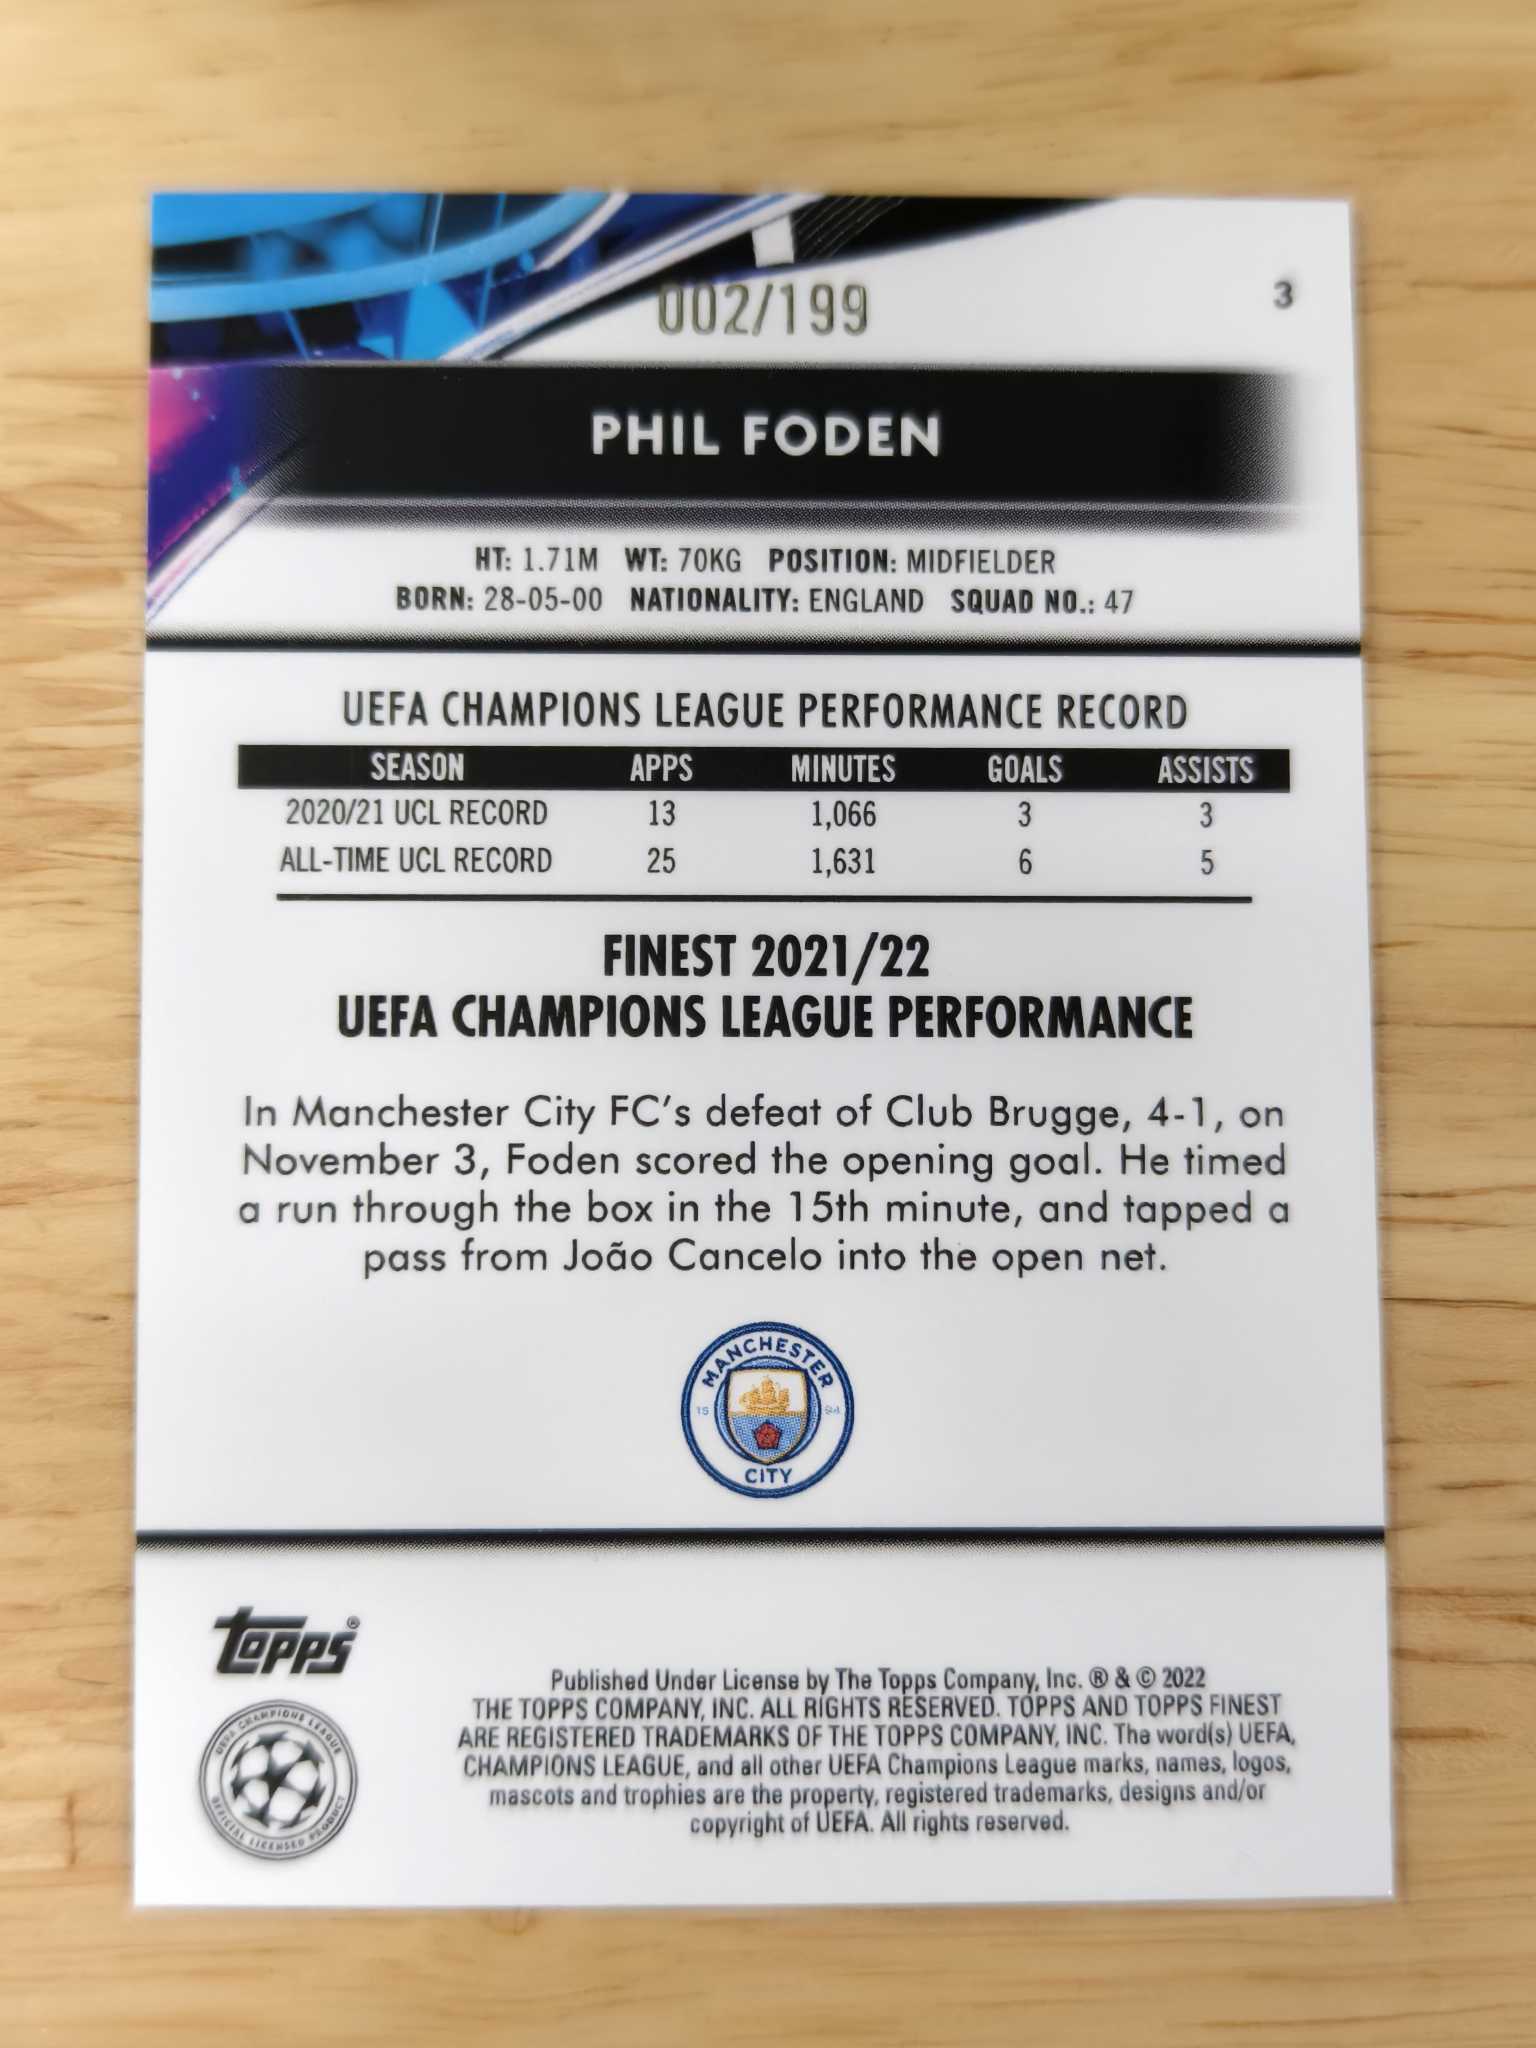 002/199
3
PHIL FODEN
HT: 1.71M WT: 70KG POSITION: MIDFIELDER
BORN: 28-05-00 NATIONALITY: ENGLAND SQUAD NO.: 47
UEFA CHAMPIONS LEAGUE PERFORMANCE RECORD
SEASON APPS MINUTES GOALS ASSISTS
2020/21 UCL RECORD 13 1,066 3 3
ALL-TIME UCL RECORD 25 1,631 6 5
FINEST 2021/22
UEFA CHAMPIONS LEAGUE PERFORMANCE
In Manchester City FC's defeat of Club Brugge, 4-1, on
November 3, Foden scored the opening goal. He timed
a run through the box in the 15th minute, and tapped a
pass from João Cancelo into the open net.
MANCHESTER
18 94
CITY
Topps®
UEFA CHAMPIONS LEAGUE
OFFICIAL LICENSED PRODUCT
Published Under License by The Topps Company, Inc. ® & © 2022
THE TOPPS COMPANY, INC. ALL RIGHTS RESERVED. TOPPS AND TOPPS FINEST
ARE REGISTERED TRADEMARKS OF THE TOPPS COMPANY, INC. The word(s) UEFA,
CHAMPIONS LEAGUE, and all other UEFA Champions League marks, names, logos,
mascots and trophies are the property, registered trademarks, designs and/or
copyright of UEFA. All rights reserved.